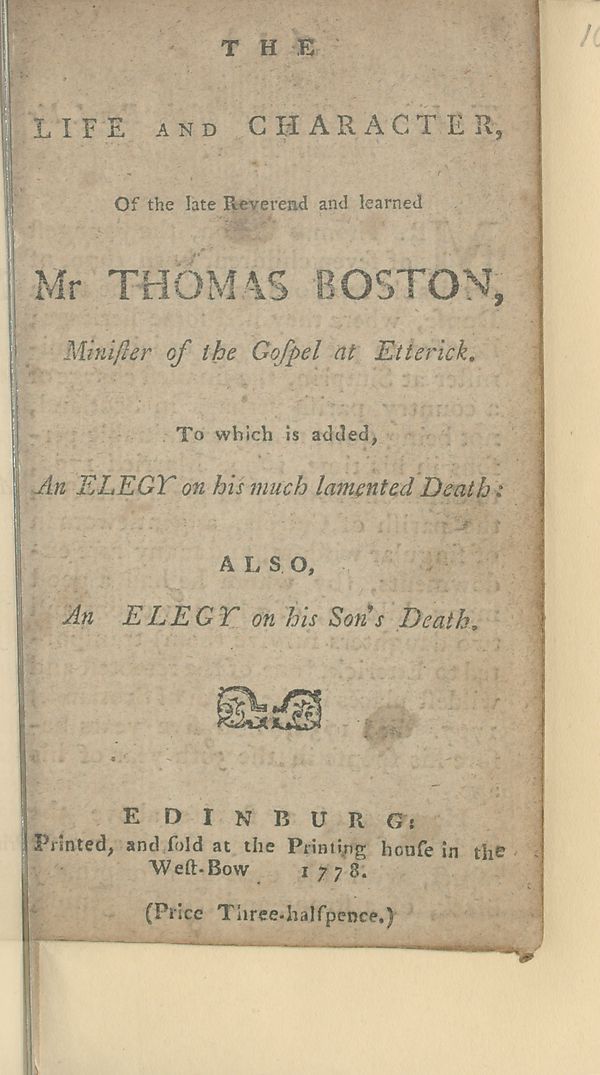 THE
LIFE AND CHARACTER,
Of the late Reverend and learned
Mr THOMAS BOSTON,
Miniſter of the Goſpel at Etterick.
To which is added,
An ELEGY on his much lamented Death:
ALSO,
An ELEGY on his Son's Death.
EDINBURG:
Printed, and ſold at the Printing houſe in the
Weſt-Bow 1778.
(Price Three-halfpence.)